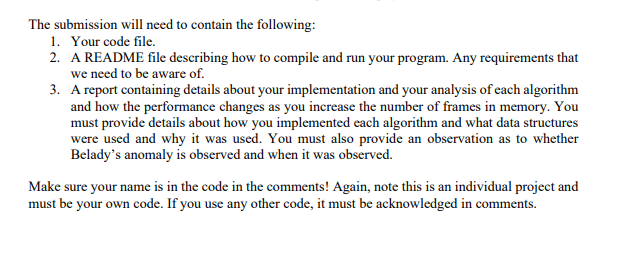 The submission will need to contain the following:
1. Your code file.
2. A README file describing how to compile and run your program. Any requirements that
we need to be aware of.
3. A report containing details about your implementation and your analysis of each algorithm
and how the performance changes as you increase the number of frames in memory. You
must provide details about how you implemented each algorithm and what data structures
were used and why it was used. You must also provide an observation as to whether
Belady's anomaly is observed and when it was observed.
Make sure your name is in the code in the comments! Again, note this is an individual project and
must be your own code. If you use any other code, it must be acknowledged in comments.